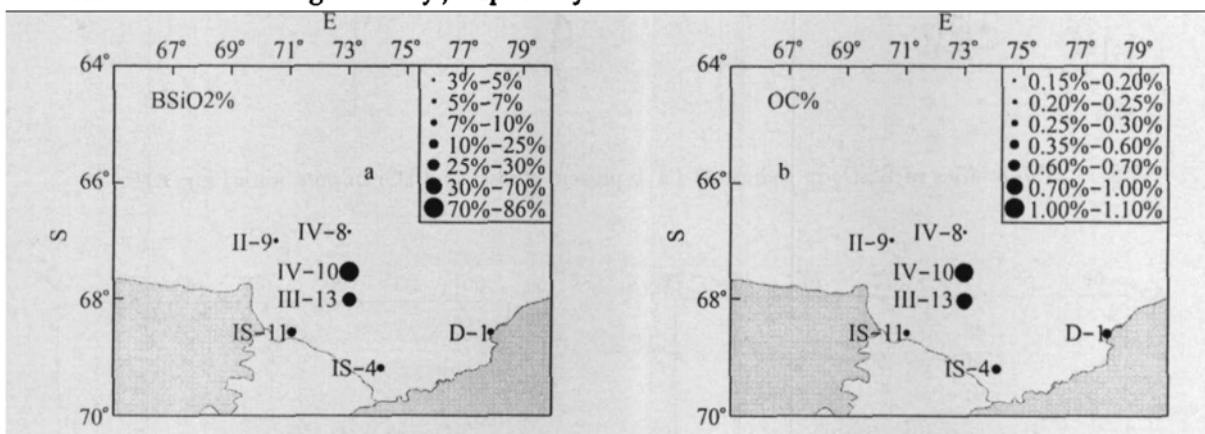 E
67° 69° 71° 73° 75° 77° 79°
64°
BSiO2%
3%-5%
5%-7%
7%-10%
10%-25%
25%-30%
30%-70%
70%-86%
a
66°
S
II-9
IV-8
IV-10
68°
III-13
IS-11
D-1
IS-4
70°
E
67° 69° 71° 73° 75° 77° 79°
64°
OC%
0.15%-0.20%
0.20%-0.25%
0.25%-0.30%
0.35%-0.60%
0.60%-0.70%
0.70%-1.00%
1.00%-1.10%
b
66°
S
II-9
IV-8
IV-10
68°
III-13
IS-11
D-1
IS-4
70°